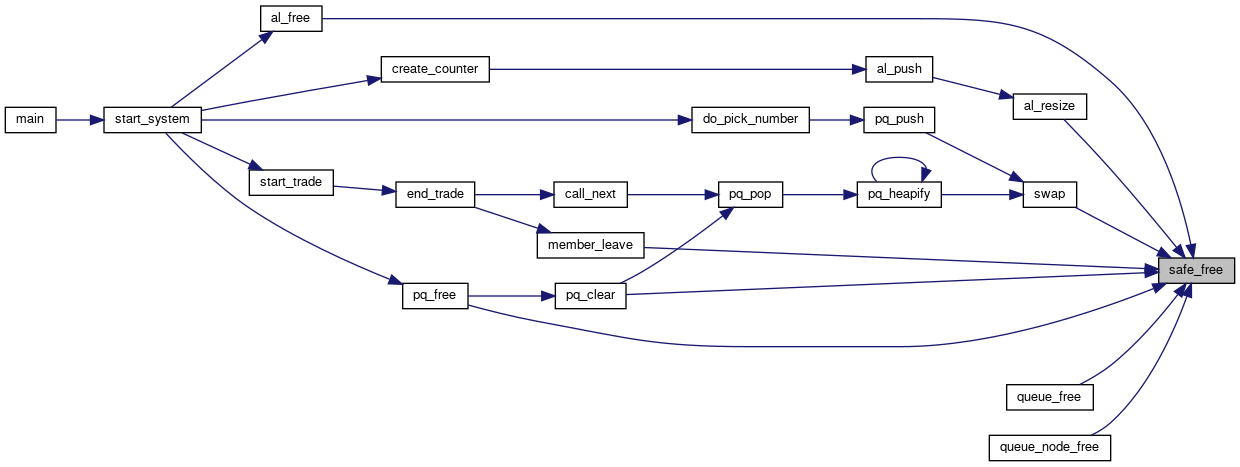 al_free
create_counter
al_push
al_resize
main
start_system
do_pick_number
pq_push
start_trade
end_trade
call_next
pq_pop
pq_heapify
swap
member_leave
safe_free
pq_free
pq_clear
queue_free
queue_node_free